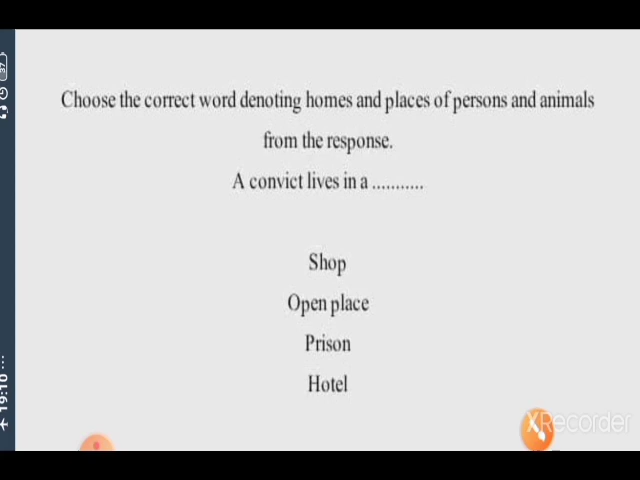 Choose the correct word denoting homes and places of persons and animals
from the response.
A convict lives in a ...........
Shop
Open place
Prison
Hotel
XRecorder
19:10 ...
37